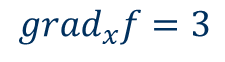 grad_x f = 3